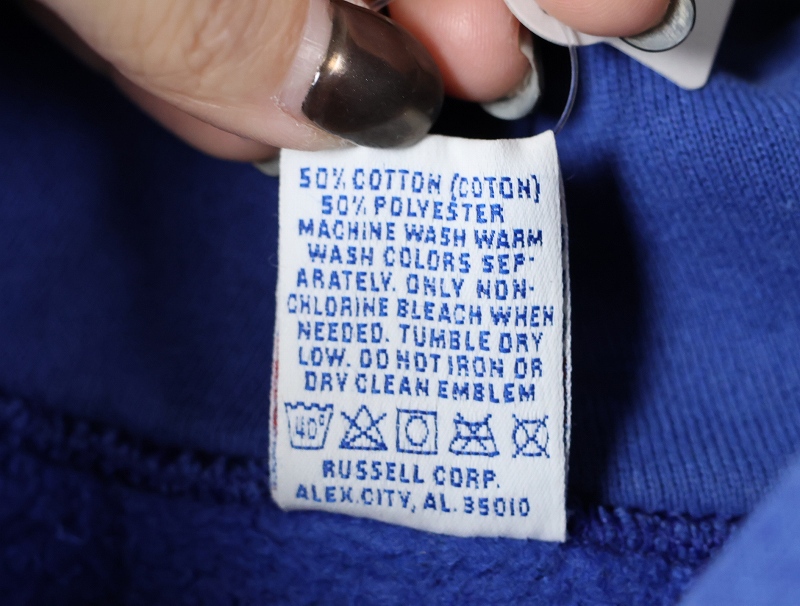 50% COTTON (COTON)
50% POLYESTER
MACHINE WASH WARM
WASH COLORS SEP-
ARATELY. ONLY NON-
CHLORINE BLEACH WHEN
NEEDED. TUMBLE DRY
LOW. DO NOT IRON OR
DRY CLEAN EMBLEM
40°
RUSSELL CORP.
ALEX.CITY, AL. 35010